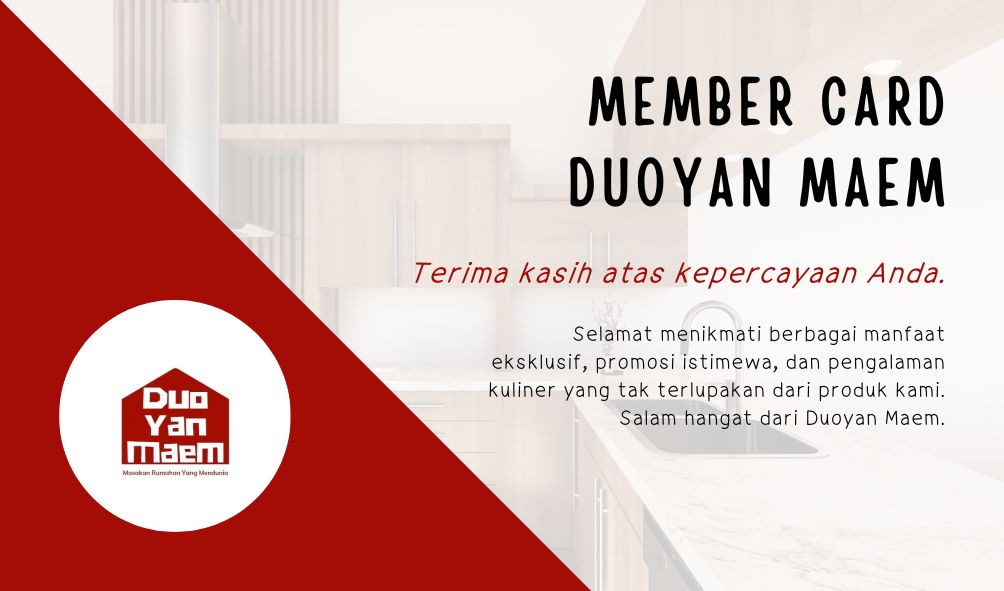 MEMBER CARD
DUOYAN MAEM
Terima kasih atas kepercayaan Anda.
Selamat menikmati berbagai manfaat
eksklusif, promosi istimewa, dan pengalaman
kuliner yang tak terlupakan dari produk kami.
Salam hangat dari Duoyan Maem.
Duo
Yan
Maem
Masakan Rumahan Yang Mendunia